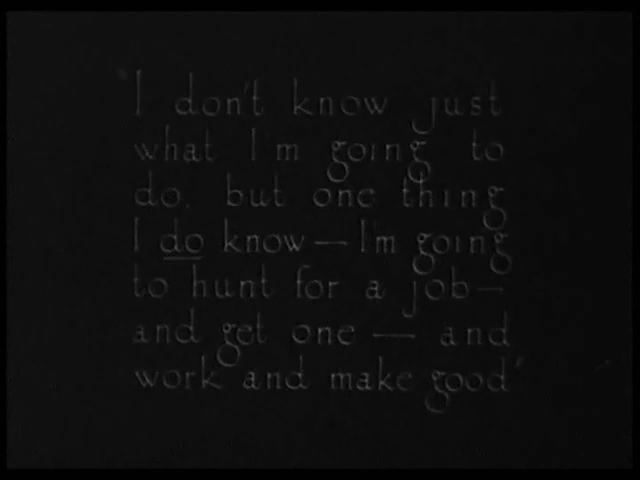 "I don't know just
what I'm going to
do, but one thing
I do know — I'm going
to hunt for a job —
and get one — and
work and make good"